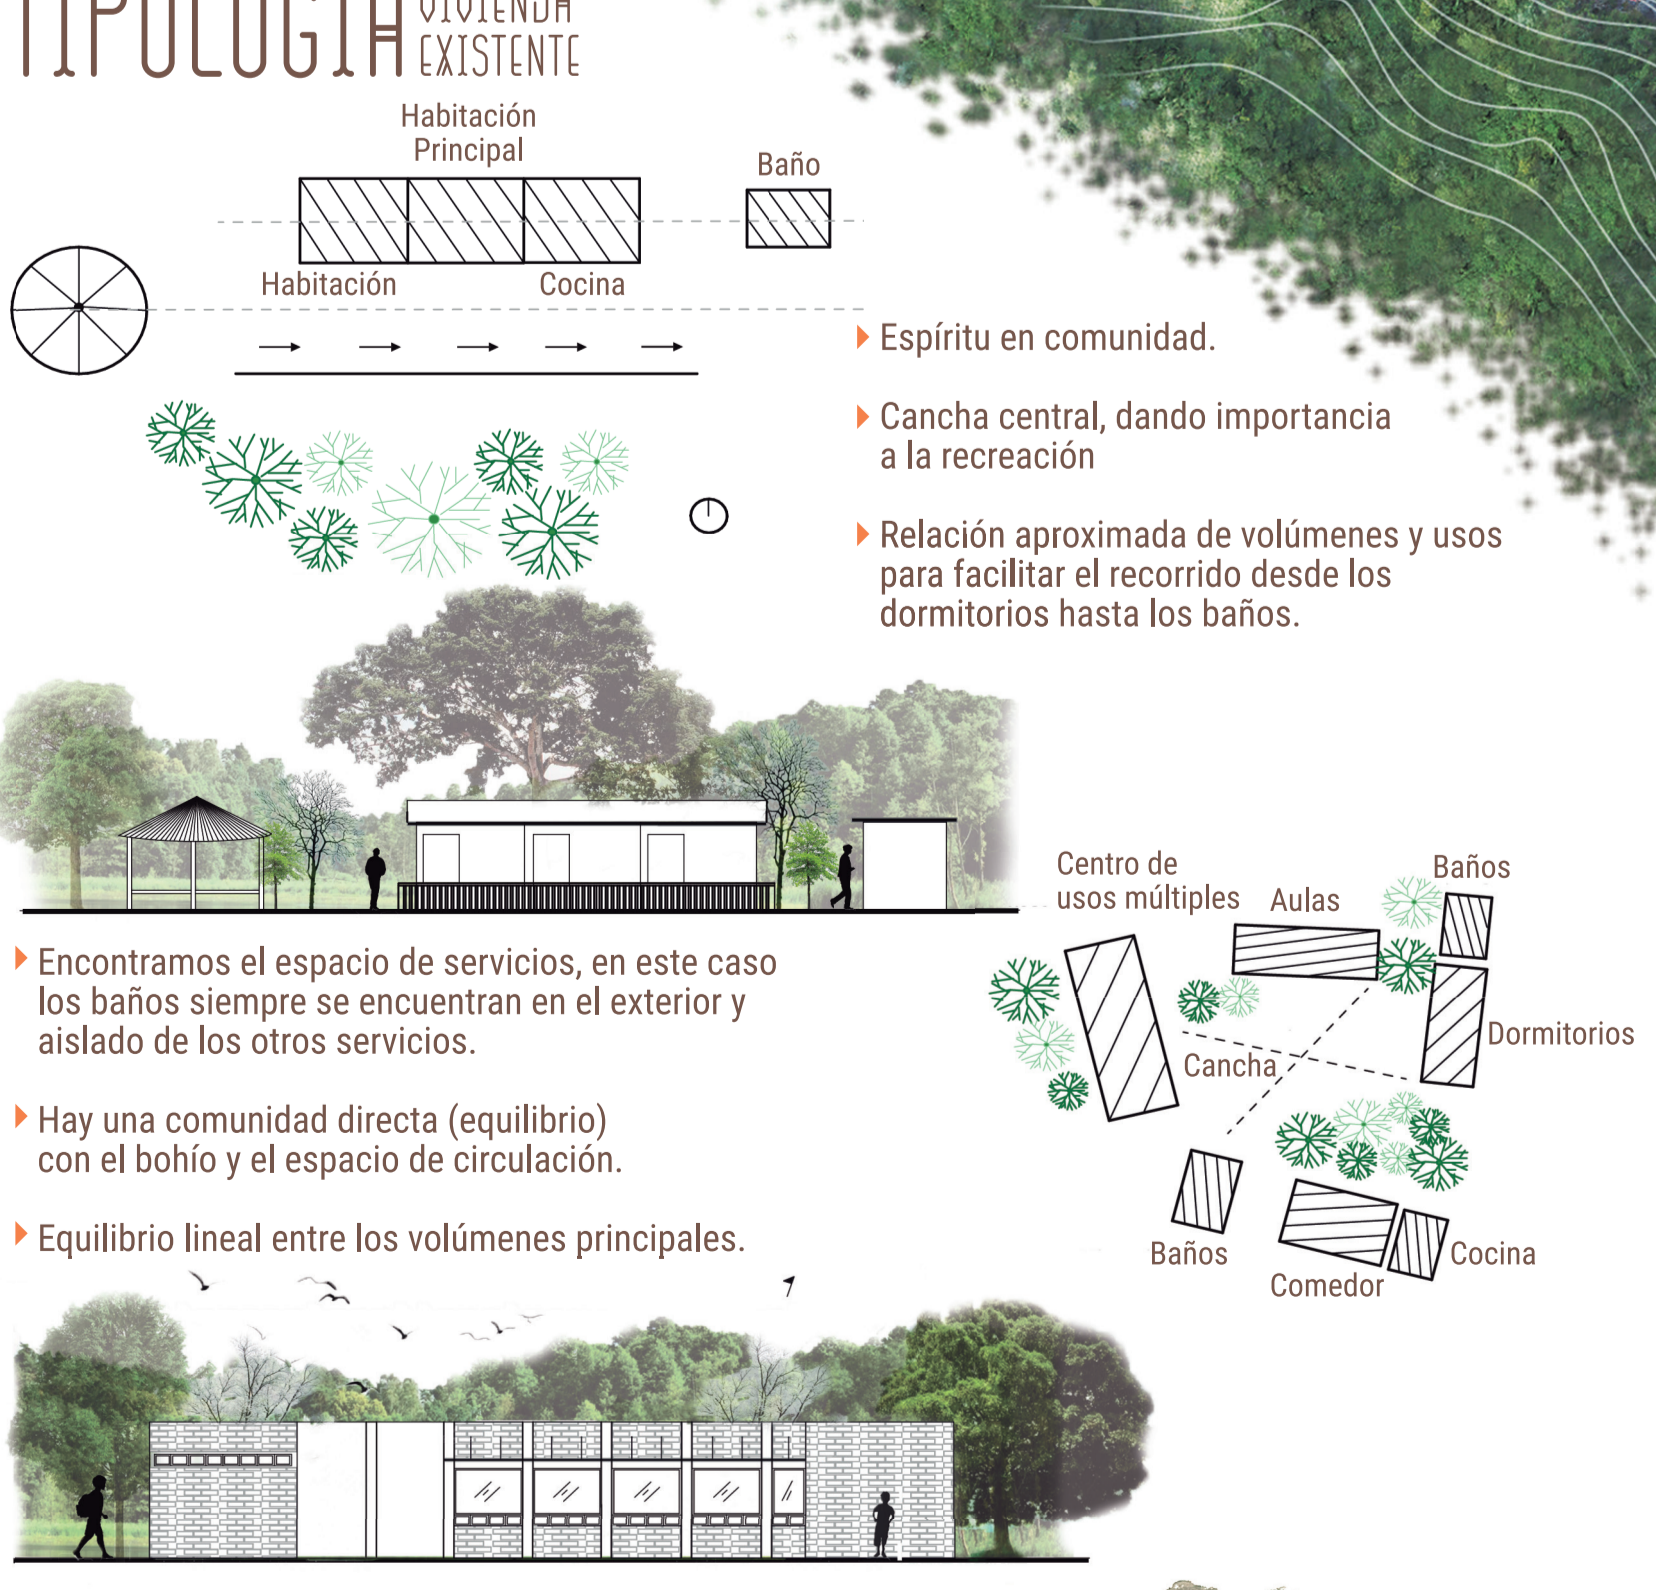 TIPOLOGÍA
VIVIENDA
EXISTENTE
Habitación
Principal
Baño
Habitación
Cocina
Espíritu en comunidad.
Cancha central, dando importancia
a la recreación
Relación aproximada de volúmenes y usos
para facilitar el recorrido desde los
dormitorios hasta los baños.
Encontramos el espacio de servicios, en este caso
los baños siempre se encuentran en el exterior y
aislado de los otros servicios.
Hay una comunidad directa (equilibrio)
con el bohío y el espacio de circulación.
Equilibrio lineal entre los volúmenes principales.
Centro de
usos múltiples
Aulas
Baños
Dormitorios
Cancha
Baños
Comedor
Cocina